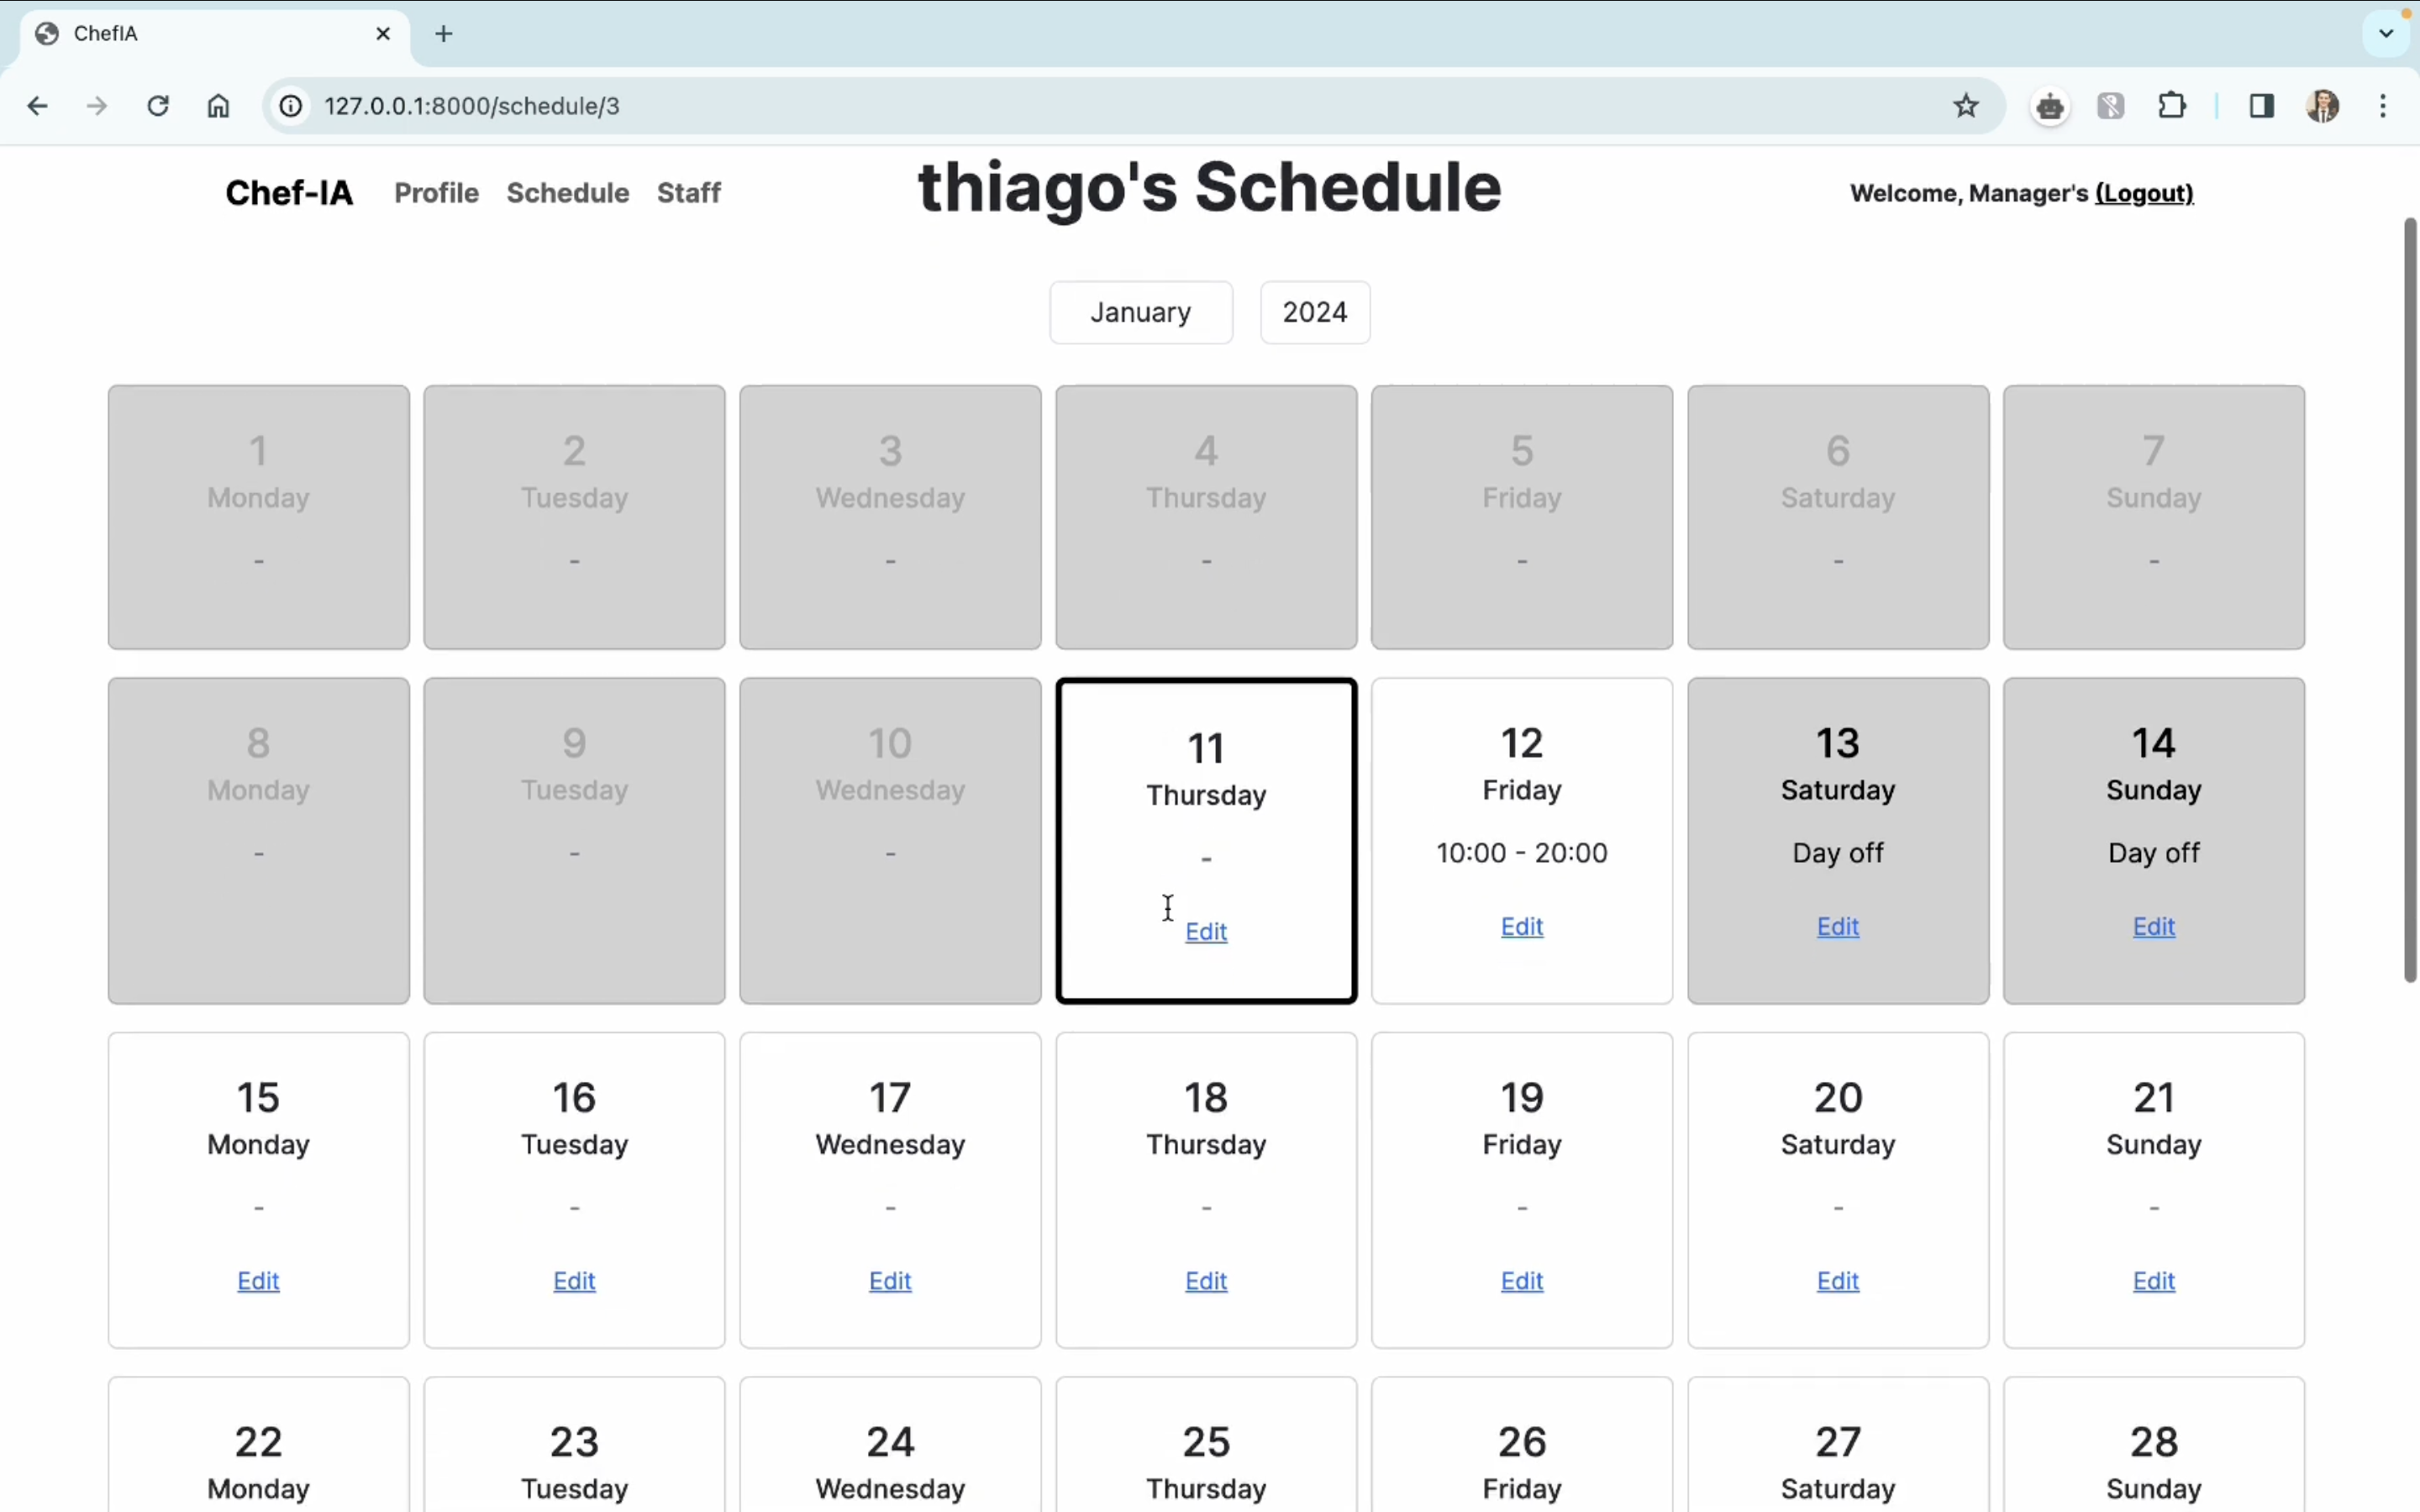 ChefIA
127.0.0.1:8000/schedule/3
Chef-IA Profile Schedule Staff
thiago's Schedule
Welcome, Manager's (Logout)
January 2024
1 2 3 4 5 6 7
Monday Tuesday Wednesday Thursday Friday Saturday Sunday
- - - - - - -
8 9 10 11 12 13 14
Monday Tuesday Wednesday Thursday Friday Saturday Sunday
- - - - 10:00 - 20:00 Day off Day off
Edit Edit Edit Edit
15 16 17 18 19 20 21
Monday Tuesday Wednesday Thursday Friday Saturday Sunday
- - - - - - -
Edit Edit Edit Edit Edit Edit Edit
22 23 24 25 26 27 28
Monday Tuesday Wednesday Thursday Friday Saturday Sunday